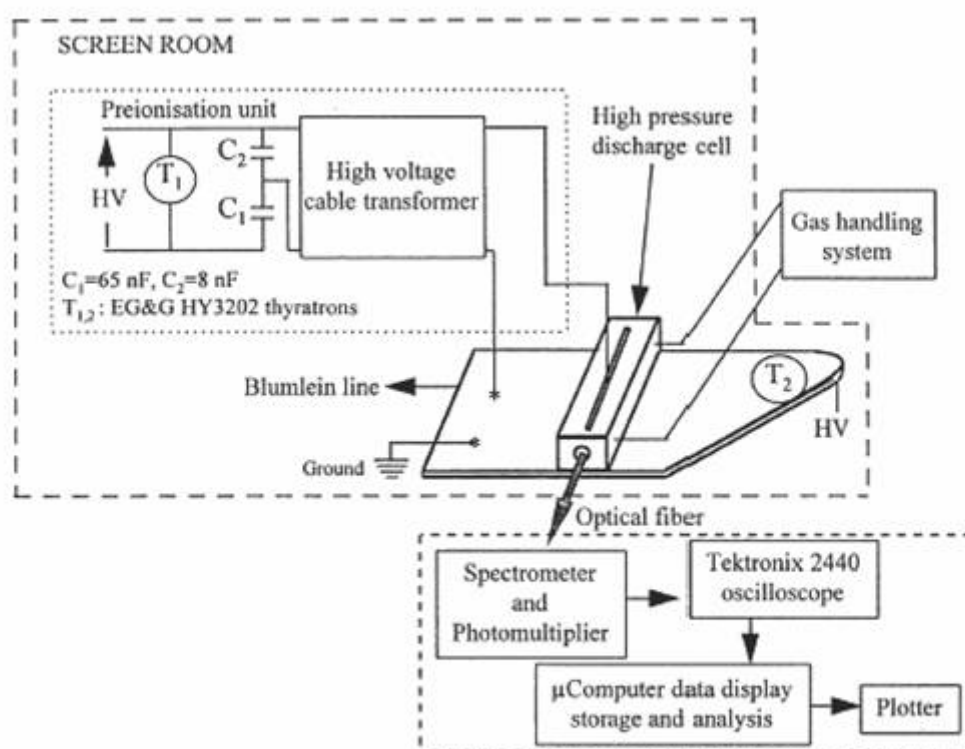 SCREEN ROOM
Preionisation unit
T1
HV
C2
C1
High voltage
cable transformer
C1=65 nF, C2=8 nF
T1,2 : EG&G HY3202 thyratrons
High pressure
discharge cell
Gas handling
system
Blumlein line
T2
HV
Ground
Optical fiber
Spectrometer
and
Photomultiplier
Tektronix 2440
oscilloscope
µComputer data display
storage and analysis
Plotter